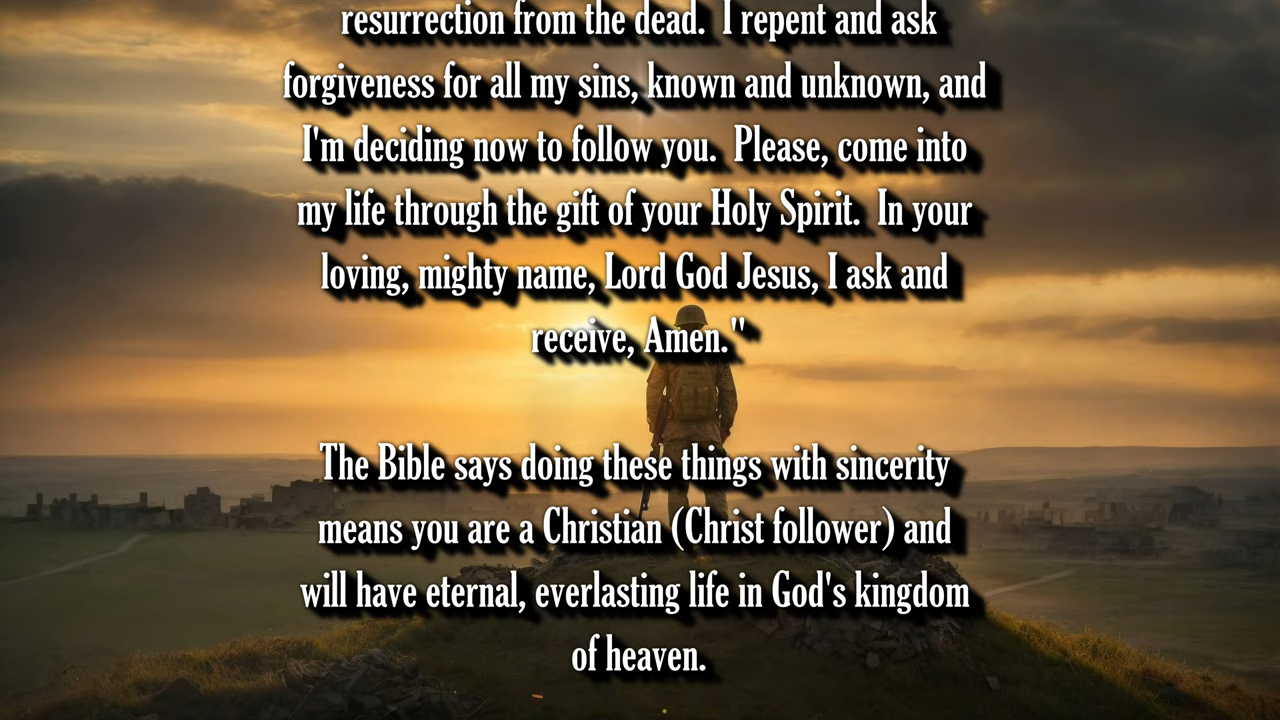 resurrection from the dead.  I repent and ask
forgiveness for all my sins, known and unknown, and
I'm deciding now to follow you.  Please, come into
my life through the gift of your Holy Spirit.  In your
loving, mighty name, Lord God Jesus, I ask and
receive, Amen."
The Bible says doing these things with sincerity
means you are a Christian (Christ follower) and
will have eternal, everlasting life in God's kingdom
of heaven.